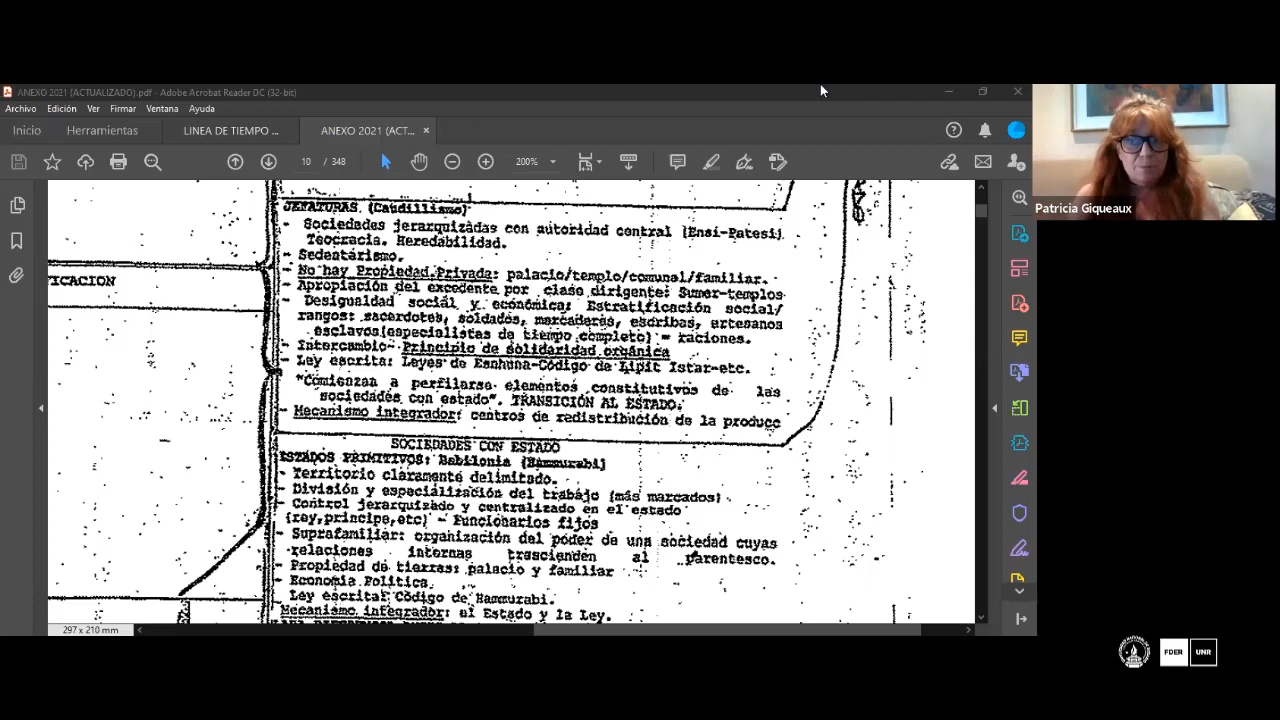 ANEXO 2021 (ACTUALIZADO).pdf - Adobe Acrobat Reader DC (32-bit)
Archivo Edición Ver Firmar Ventana Ayuda
Inicio Herramientas LINEA DE TIEMPO ... ANEXO 2021 (ACT... ×
10 / 348 200%
Patricia Giqueaux
JEFATURAS (Caudillismo)
- Sociedades jerarquizadas con autoridad central (Ensi-Patesi)
Teocracia. Heredabilidad.
- Sedentarismo.
- No hay Propiedad Privada: palacio/templo/comunal/familiar.
- Apropiación del excedente por clase dirigente: Sumer-templos
- Desigualdad social y económica: Estratificación social/
rangos: sacerdotes, soldados, mercaderes, escribas, artesanos
esclavos(especialistas de tiempo completo) = raciones.
- Intercambio- Principio de solidaridad orgánica
- Ley escrita: Leyes de Esnhuna-Código de Lipit Istar-etc.
"Comienzan a perfilarse elementos constitutivos de las
sociedades con estado". TRANSICIÓN AL ESTADO.
- Mecanismo integrador: centros de redistribución de la producc
ICACION
SOCIEDADES CON ESTADO
ESTADOS PRIMITIVOS: Babilonia (Hammurabi)
- Territorio claramente delimitado.
- División y especialización del trabajo (más marcados)
- Control jerarquizado y centralizado en el estado
(rey,principe,etc) - Funcionarios fijos
- Suprafamiliar: organización del poder de una sociedad cuyas
relaciones internas trascienden al parentesco.
- Propiedad de tierras: palacio y familiar
- Economía Política
- Ley escrita: Código de Hammurabi.
Mecanismo integrador: el Estado y la Ley.
297 x 210 mm
FDER UNR